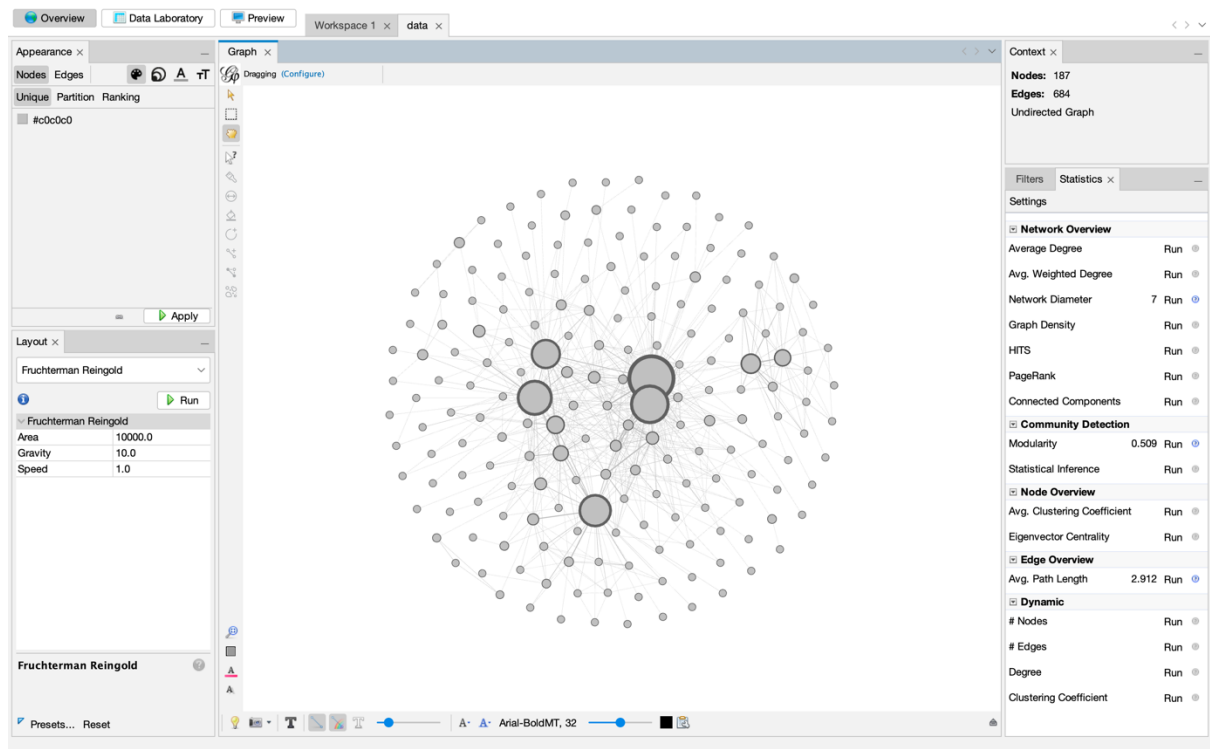 Overview Data Laboratory Preview Workspace 1 × data ×
Appearance ×
Nodes Edges
Unique Partition Ranking
#c0c0c0
Apply
Layout ×
Fruchterman Reingold
Run
Fruchterman Reingold
Area 10000.0
Gravity 10.0
Speed 1.0
Fruchterman Reingold
Presets... Reset
Graph ×
Dragging (Configure)
A- A- Arial-BoldMT, 32
Context ×
Nodes: 187
Edges: 684
Undirected Graph
Filters Statistics ×
Settings
Network Overview
Average Degree Run
Avg. Weighted Degree Run
Network Diameter 7 Run
Graph Density Run
HITS Run
PageRank Run
Connected Components Run
Community Detection
Modularity 0.509 Run
Statistical Inference Run
Node Overview
Avg. Clustering Coefficient Run
Eigenvector Centrality Run
Edge Overview
Avg. Path Length 2.912 Run
Dynamic
# Nodes Run
# Edges Run
Degree Run
Clustering Coefficient Run